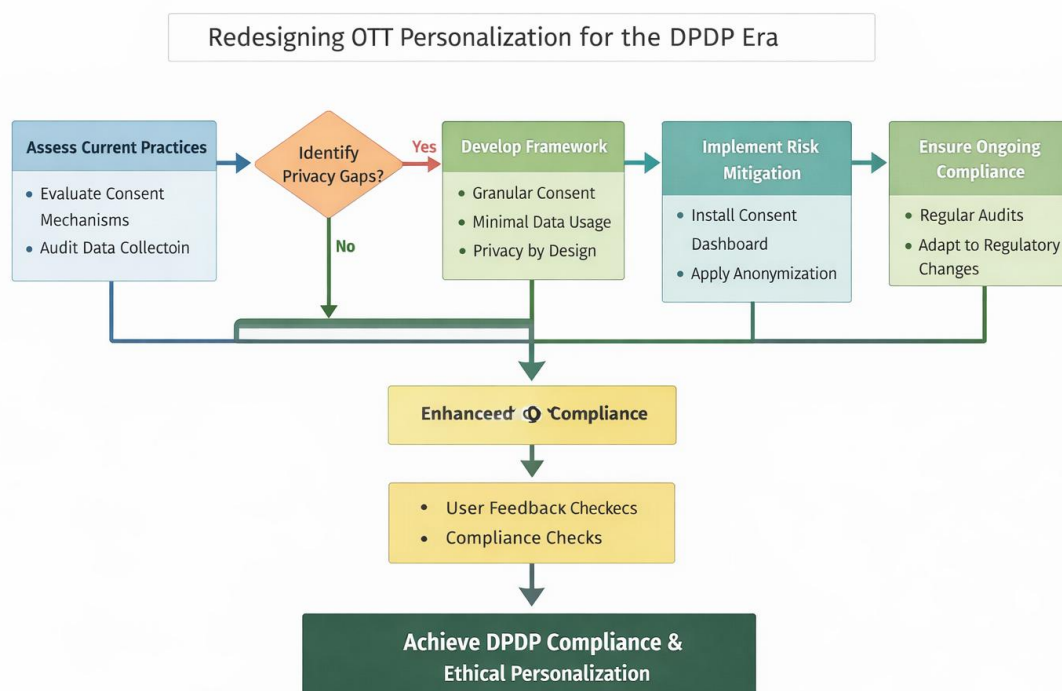 Redesigning OTT Personalization for the DPDP Era
Assess Current Practices
• Evaluate Consent
Mechanisms
• Audit Data Collectoin
Identify
Privacy Gaps?
Yes
No
Develop Framework
• Granular Consent
• Minimal Data Usage
• Privacy by Design
Implement Risk
Mitigation
• Install Consent
Dashboard
• Apply Anonymization
Ensure Ongoing
Compliance
• Regular Audits
• Adapt to Regulatory
Changes
Compliance
• User Feedback Checkecs
• Compliance Checks
Achieve DPDP Compliance &
Ethical Personalization